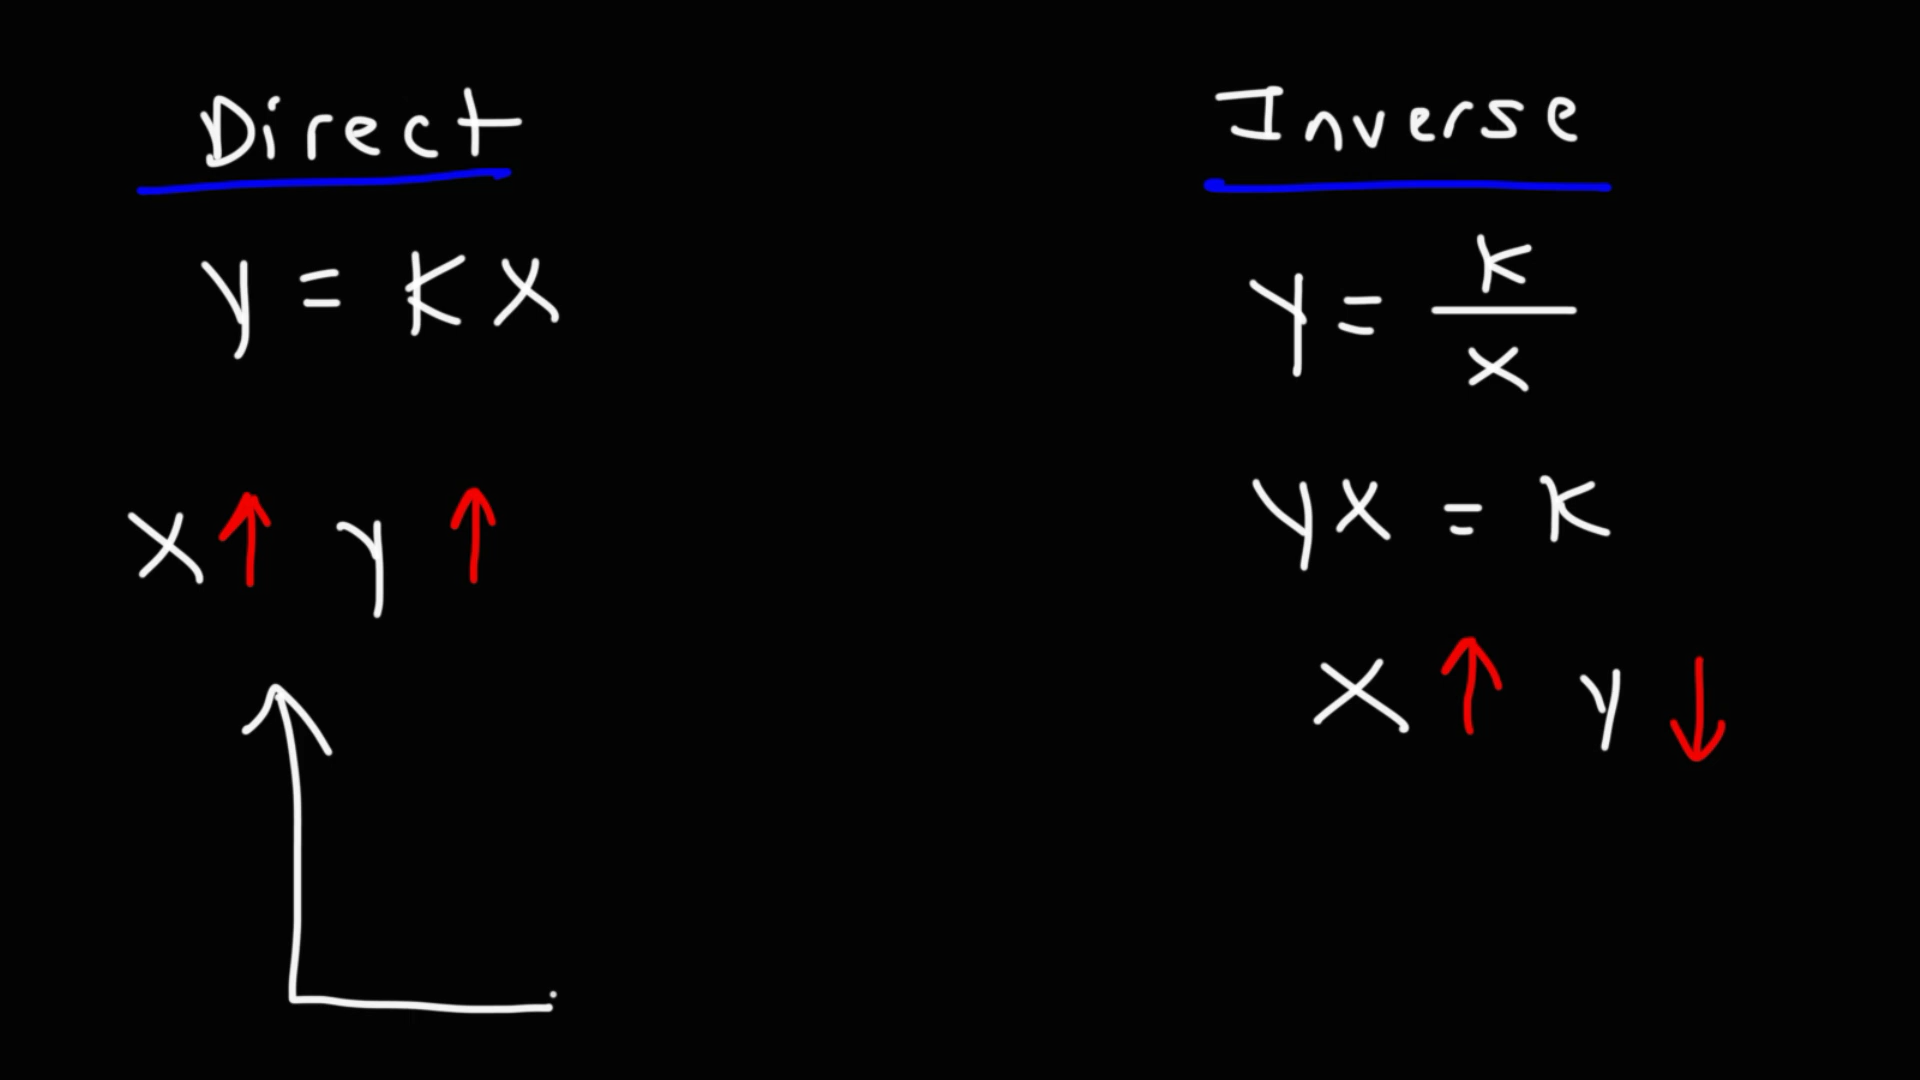 Direct
y = kx
x↑ y ↑
Inverse
y = k/x
yx = k
x ↑ y ↓